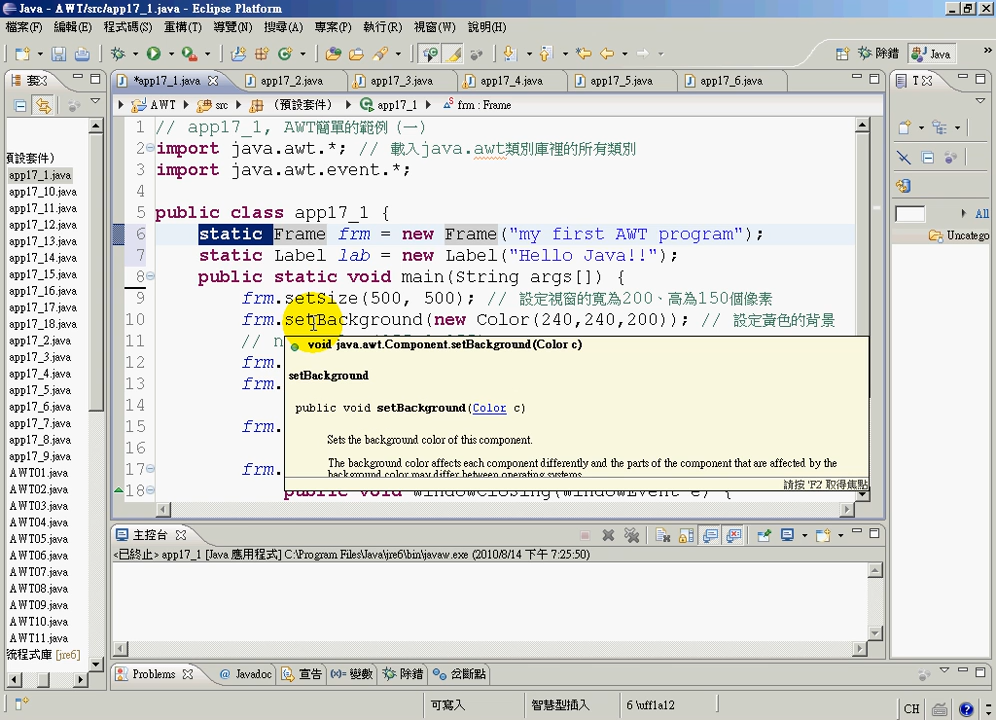 Java - AWT/src/app17_1.java - Eclipse Platform
檔案(F) 編輯(E) 程式碼(S) 重構(T) 導覽(N) 搜尋(A) 專案(P) 執行(R) 視窗(W) 說明(H)
除錯 Java
*app17_1.java app17_2.java app17_3.java app17_4.java app17_5.java app17_6.java
AWT src (預設套件) app17_1 frm : Frame
預設套件)
app17_1.java
app17_10.java
app17_11.java
app17_12.java
app17_13.java
app17_14.java
app17_15.java
app17_16.java
app17_17.java
app17_18.java
app17_2.java
app17_3.java
app17_4.java
app17_5.java
app17_6.java
app17_7.java
app17_8.java
app17_9.java
AWT01.java
AWT02.java
AWT03.java
AWT04.java
AWT05.java
AWT06.java
AWT07.java
AWT08.java
AWT09.java
AWT10.java
AWT11.java
統程式庫 [jre6]
1 // app17_1, AWT簡單的範例 (一)
2 import java.awt.*; // 載入java.awt類別庫裡的所有類別
3 import java.awt.event.*;
4
5 public class app17_1 {
6 static Frame frm = new Frame("my first AWT program");
7 static Label lab = new Label("Hello Java!!");
8 public static void main(String args[]) {
9 frm.setSize(500, 500); // 設定視窗的寬為200、高為150個像素
10 frm.setBackground(new Color(240,240,200)); // 設定黃色的背景
11 // n
12 frm.
13 frm.
14
15 frm.
16
17 frm.
18 public void windowClosing(WindowEvent e) {
void java.awt.Component.setBackground(Color c)
setBackground
public void setBackground(Color c)
Sets the background color of this component.
The background color affects each component differently and the parts of the component that are affected by the
background color may differ between operating systems.
請按 'F2' 取得焦點
All
Uncatego
主控台
<已終止> app17_1 [Java 應用程式] C:\Program Files\Java\jre6\bin\javaw.exe (2010/8/14 下午 7:25:50)
Problems Javadoc 宣告 變數 除錯 岔斷點
可寫入 智慧型插入 6 \uff1a12 CH